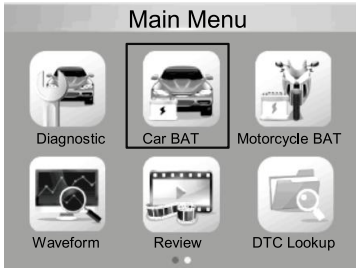 Main Menu
Diagnostic
Car BAT
Motorcycle BAT
Waveform
Review
DTC Lookup